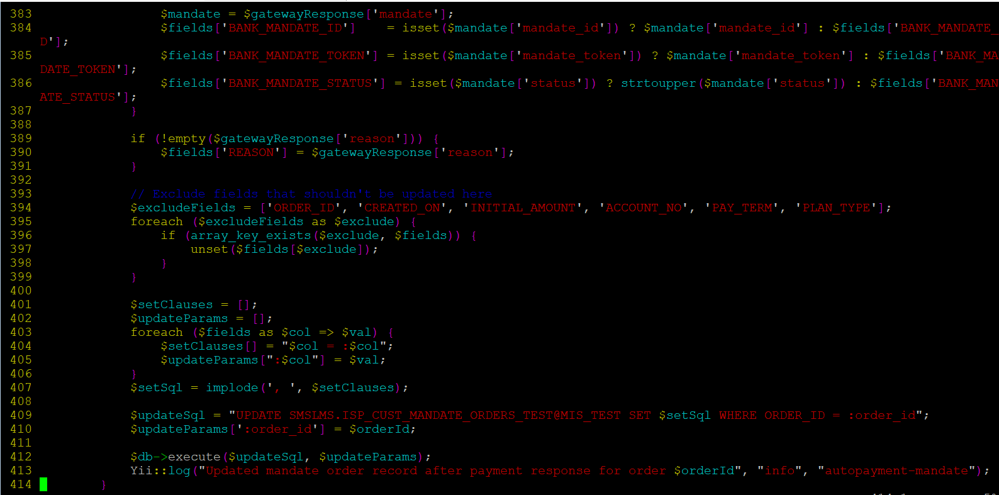 383                 $mandate = $gatewayResponse['mandate'];
384                 $fields['BANK_MANDATE_ID']    = isset($mandate['mandate_id']) ? $mandate['mandate_id'] : $fields['BANK_MANDATE_
D'];
385                 $fields['BANK_MANDATE_TOKEN'] = isset($mandate['mandate_token']) ? $mandate['mandate_token'] : $fields['BANK_MA
DATE_TOKEN'];
386                 $fields['BANK_MANDATE_STATUS'] = isset($mandate['status']) ? strtoupper($mandate['status']) : $fields['BANK_MAN
ATE_STATUS'];
387             }
388
389             if (!empty($gatewayResponse['reason'])) {
390                 $fields['REASON'] = $gatewayResponse['reason'];
391             }
392
393             // Exclude fields that shouldn't be updated here
394             $excludeFields = ['ORDER_ID', 'CREATED_ON', 'INITIAL_AMOUNT', 'ACCOUNT_NO', 'PAY_TERM', 'PLAN_TYPE'];
395             foreach ($excludeFields as $exclude) {
396                 if (array_key_exists($exclude, $fields)) {
397                     unset($fields[$exclude]);
398                 }
399             }
400
401             $setClauses = [];
402             $updateParams = [];
403             foreach ($fields as $col => $val) {
404                 $setClauses[] = "$col = :$col";
405                 $updateParams[":$col"] = $val;
406             }
407             $setSql = implode(', ', $setClauses);
408
409             $updateSql = "UPDATE SMSLMS.ISP_CUST_MANDATE_ORDERS_TEST@MIS_TEST SET $setSql WHERE ORDER_ID = :order_id";
410             $updateParams[':order_id'] = $orderId;
411
412             $db->execute($updateSql, $updateParams);
413             Yii::log("Updated mandate order record after payment response for order $orderId", "info", "autopayment-mandate");
414         }